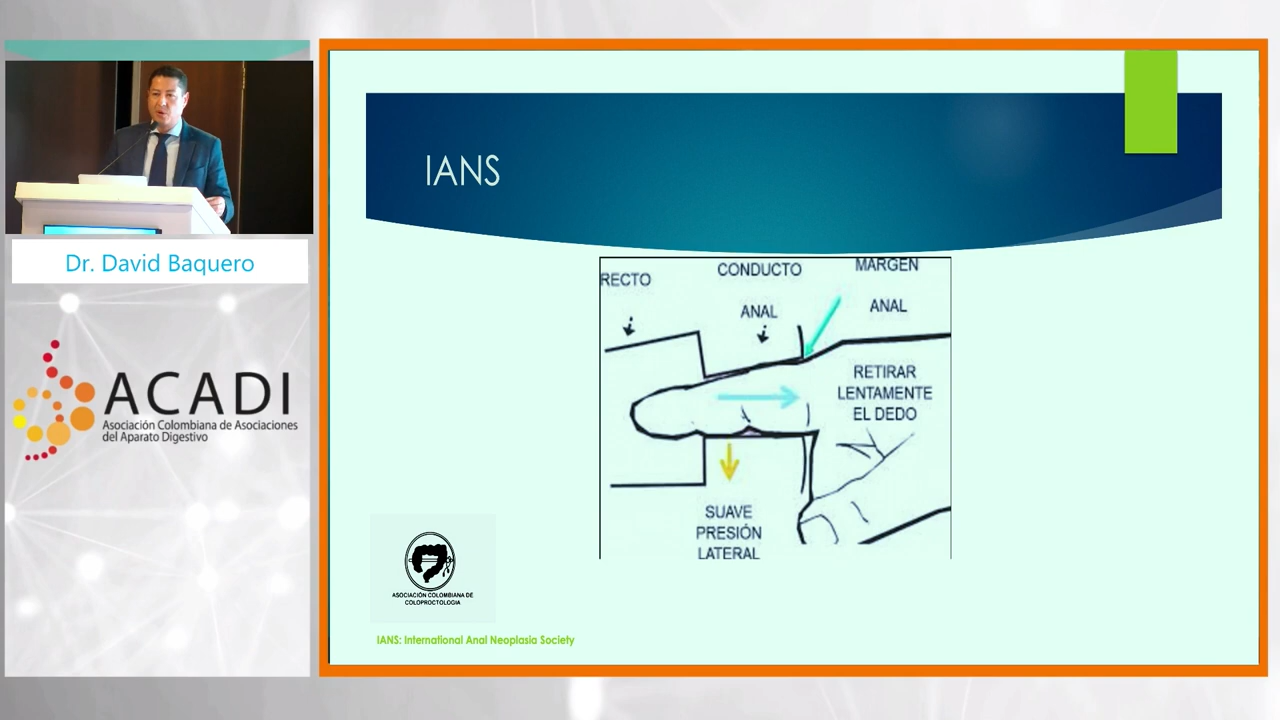 Dr. David Baquero
ACADI
Asociación Colombiana de Asociaciones
del Aparato Digestivo
IANS
RECTO
CONDUCTO
ANAL
MARGEN
ANAL
RETIRAR
LENTAMENTE
EL DEDO
SUAVE
PRESIÓN
LATERAL
ASOCIACIÓN COLOMBIANA DE
COLOPROCTOLOGIA
IANS: International Anal Neoplasia Society